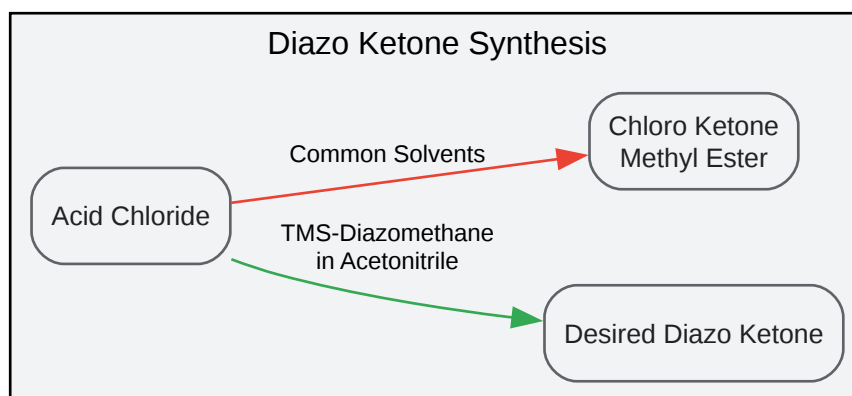 Diazo Ketone Synthesis
Chloro Ketone
Methyl Ester
Common Solvents
Acid Chloride
TMS-Diazomethane
in Acetonitrile
Desired Diazo Ketone